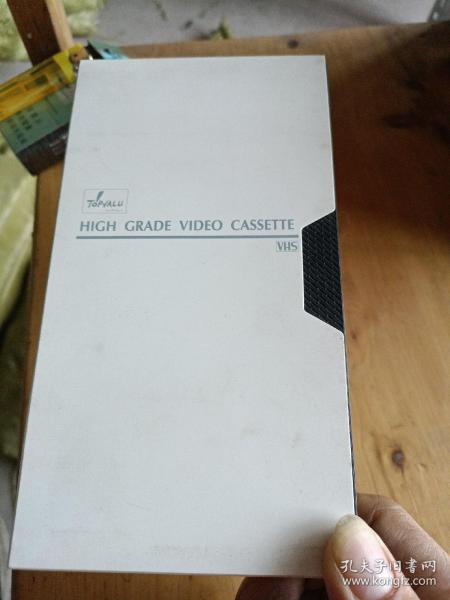 TOPVALU
HIGH GRADE VIDEO CASSETTE
VHS
孔夫子旧书网
www.kongfz.com